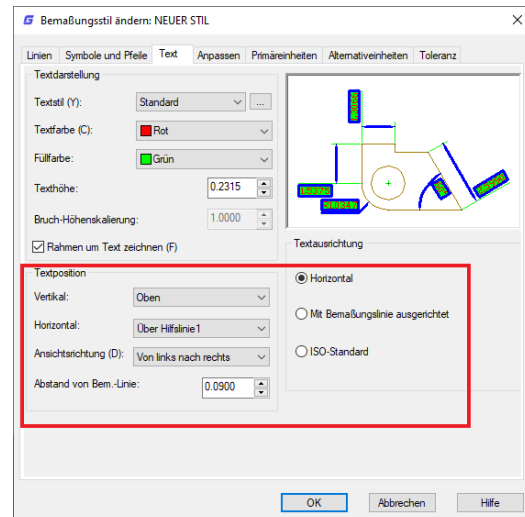 G Bemaßungsstil ändern: NEUER STIL
Linien Symbole und Pfeile Text Anpassen Primäreinheiten Alternativeinheiten Toleranz
Textdarstellung
Textstil (Y): Standard ...
Textfarbe (C): Rot
Füllfarbe: Grün
Texthöhe: 0.2315
Bruch-Höhenskalierung: 1.0000
Rahmen um Text zeichnen (F)
Textposition
Vertikal: Oben
Horizontal: Über Hilfslinie1
Ansichtsrichtung (D): Von links nach rechts
Abstand von Bem.-Linie: 0.0900
Textausrichtung
Horizontal
Mit Bemaßungslinie ausgerichtet
ISO-Standard
OK Abbrechen Hilfe